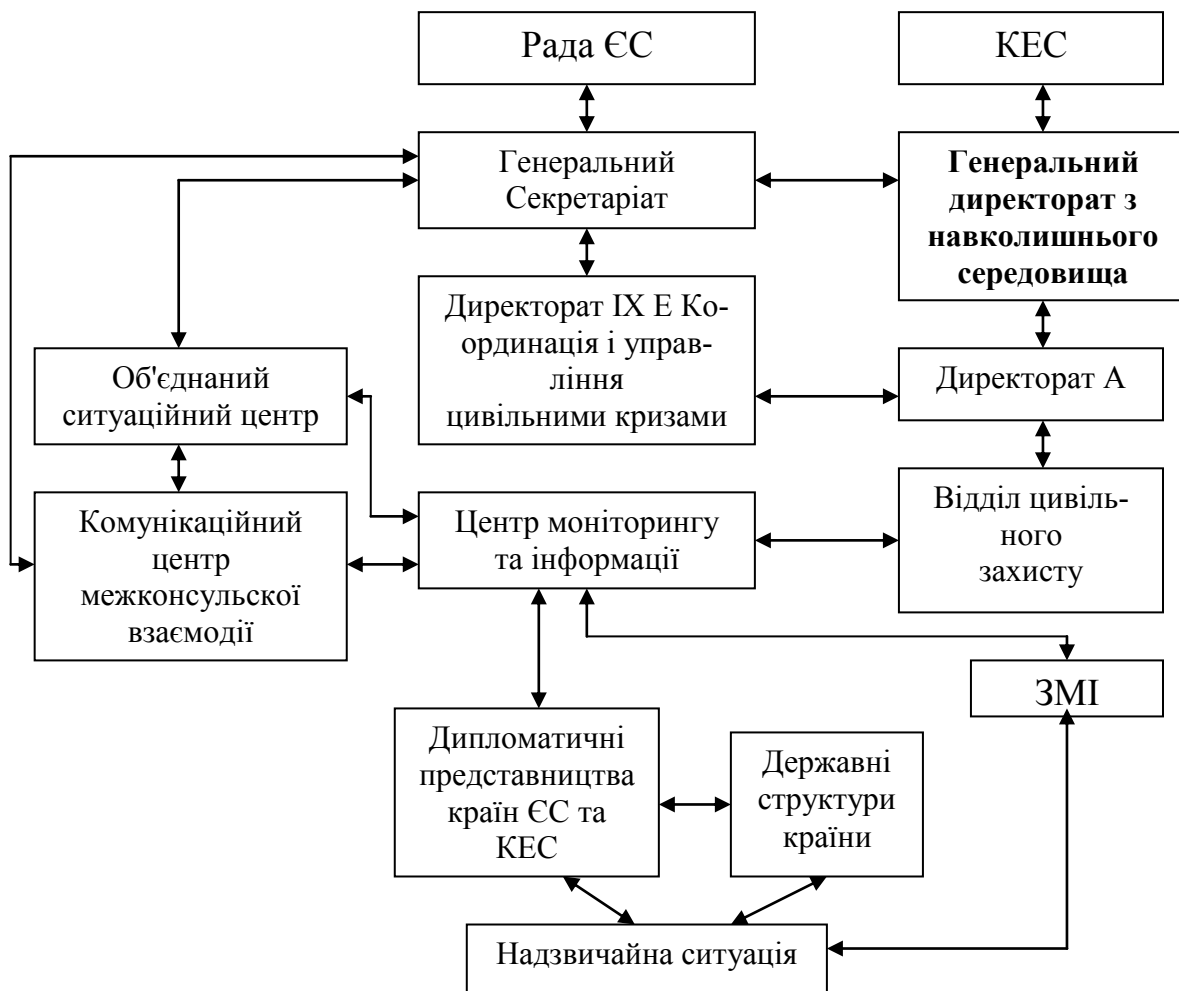 Рада ЄС
КЕС
Генеральний
Секретаріат
Генеральний
директорат з
навколишнього
середовища
Директорат IX Е Ко-
ординація і управ-
ління
цивільними кризами
Об'єднаний
ситуаційний центр
Директорат А
Комунікаційний
центр
межконсульскої
взаємодії
Центр моніторингу
та інформації
Відділ цивіль-
ного
захисту
ЗМІ
Дипломатичні
представництва
країн ЄС та
КЕС
Державні
структури
країни
Надзвичайна ситуація